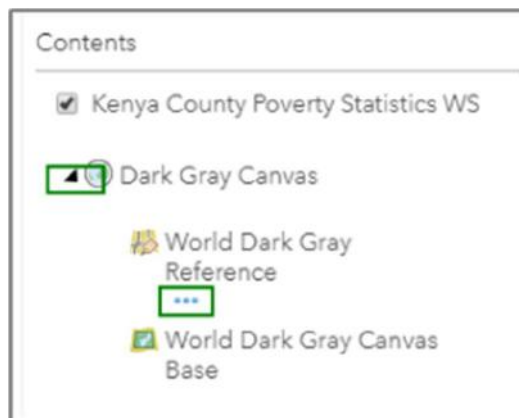 Contents
Kenya County Poverty Statistics WS
Dark Gray Canvas
World Dark Gray
Reference
World Dark Gray Canvas
Base